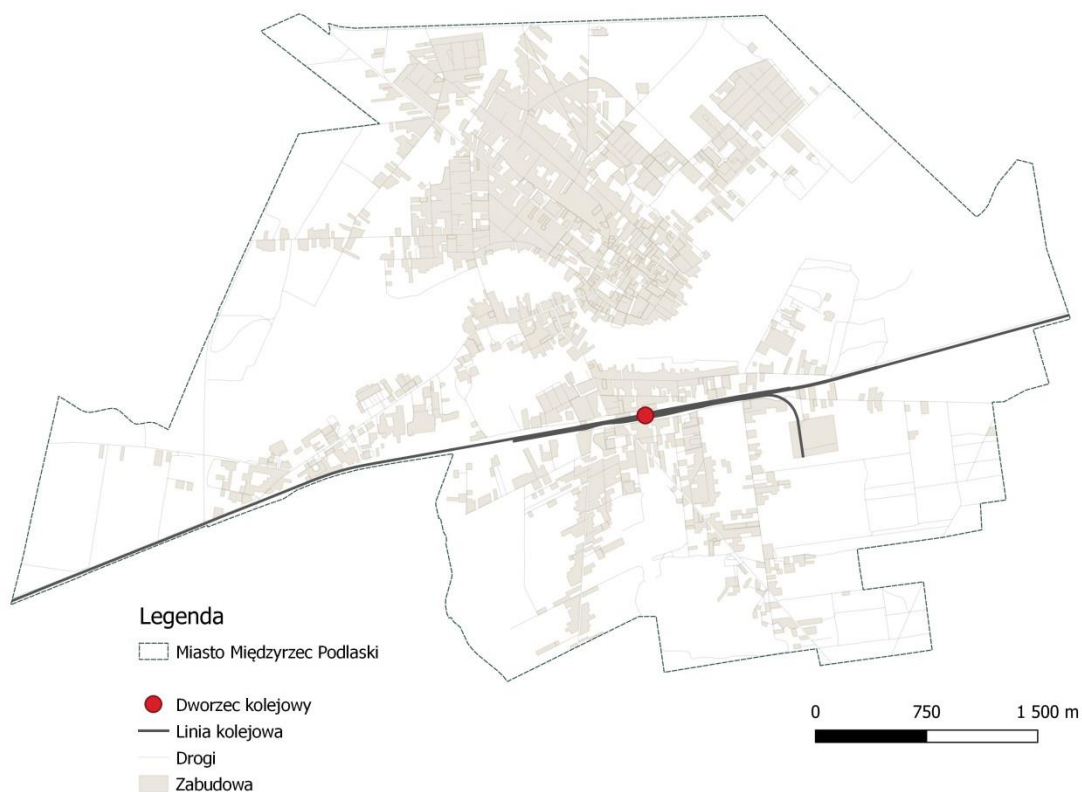 Legenda
Miasto Międzyrzec Podlaski
Dworzec kolejowy
Linia kolejowa
Drogi
Zabudowa
0 750 1 500 m